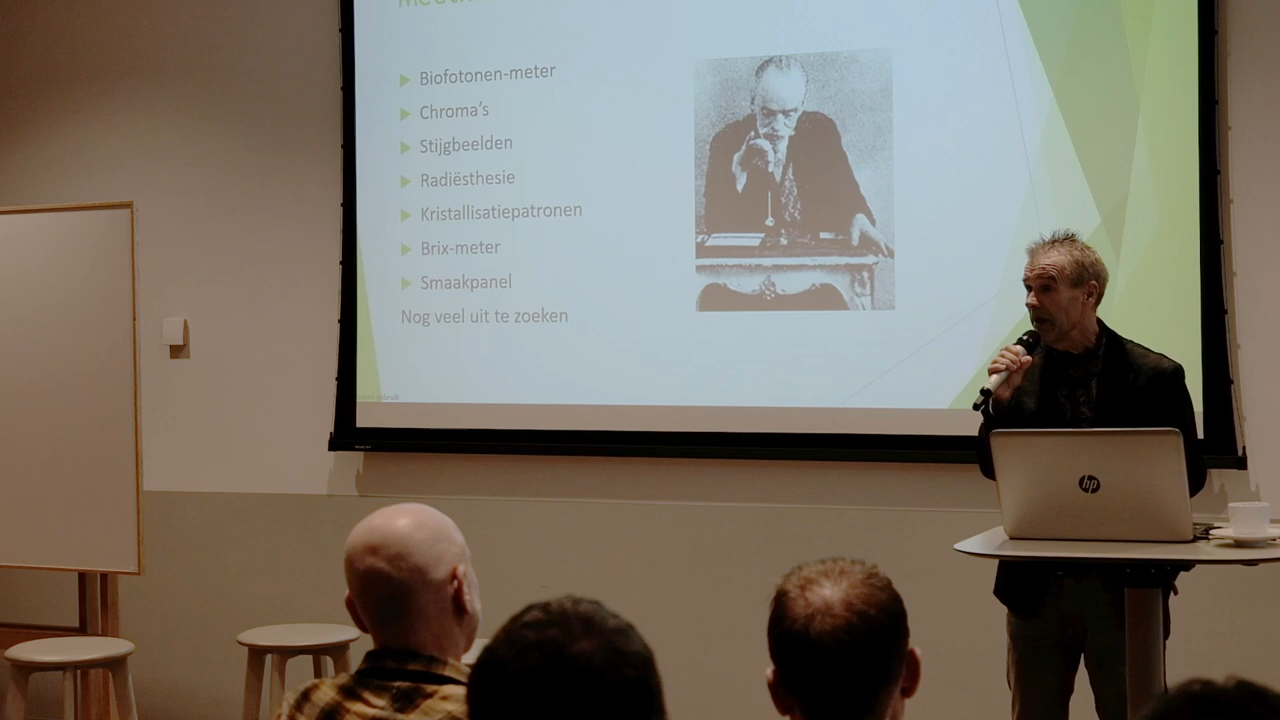 Biofotonen-meter
Chroma's
Stijgbeelden
Radiësthesie
Kristallisatiepatronen
Brix-meter
Smaakpanel
Nog veel uit te zoeken
hp